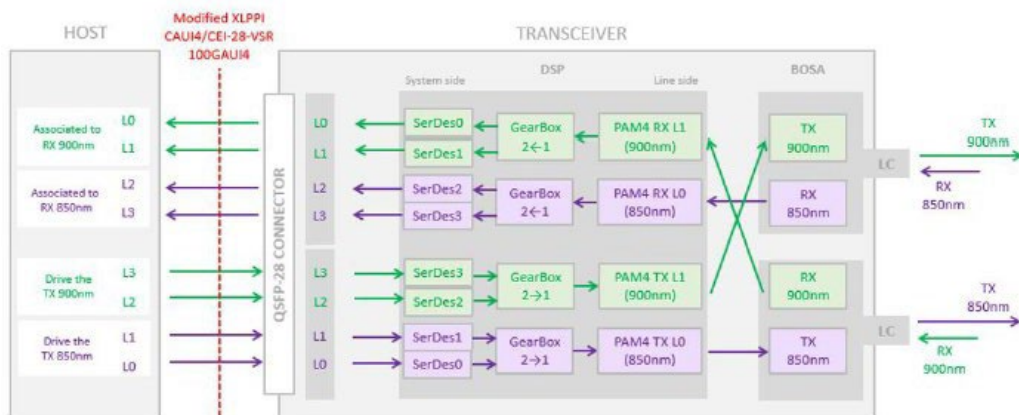 Modified XLPPI
CAUI4/CEI-28-VSR
100GAUI4
HOST
TRANSCEIVER
DSP
BOSA
System side
Line side
Associated to
RX 900nm
L0
L1
Associated to
RX 850nm
L2
L3
Drive the
TX 900nm
L3
L2
Drive the
TX 850nm
L1
L0
QSFP-28 CONNECTOR
L0
L1
L2
L3
L3
L2
L1
L0
SerDes0
SerDes1
GearBox
2←1
PAM4 RX L1
(900nm)
TX
900nm
SerDes2
SerDes3
GearBox
2←1
PAM4 RX L0
(850nm)
RX
850nm
SerDes3
SerDes2
GearBox
2→1
PAM4 TX L1
(900nm)
RX
900nm
SerDes1
SerDes0
GearBox
2→1
PAM4 TX L0
(850nm)
TX
850nm
LC
TX
900nm
RX
850nm
LC
TX
850nm
RX
900nm